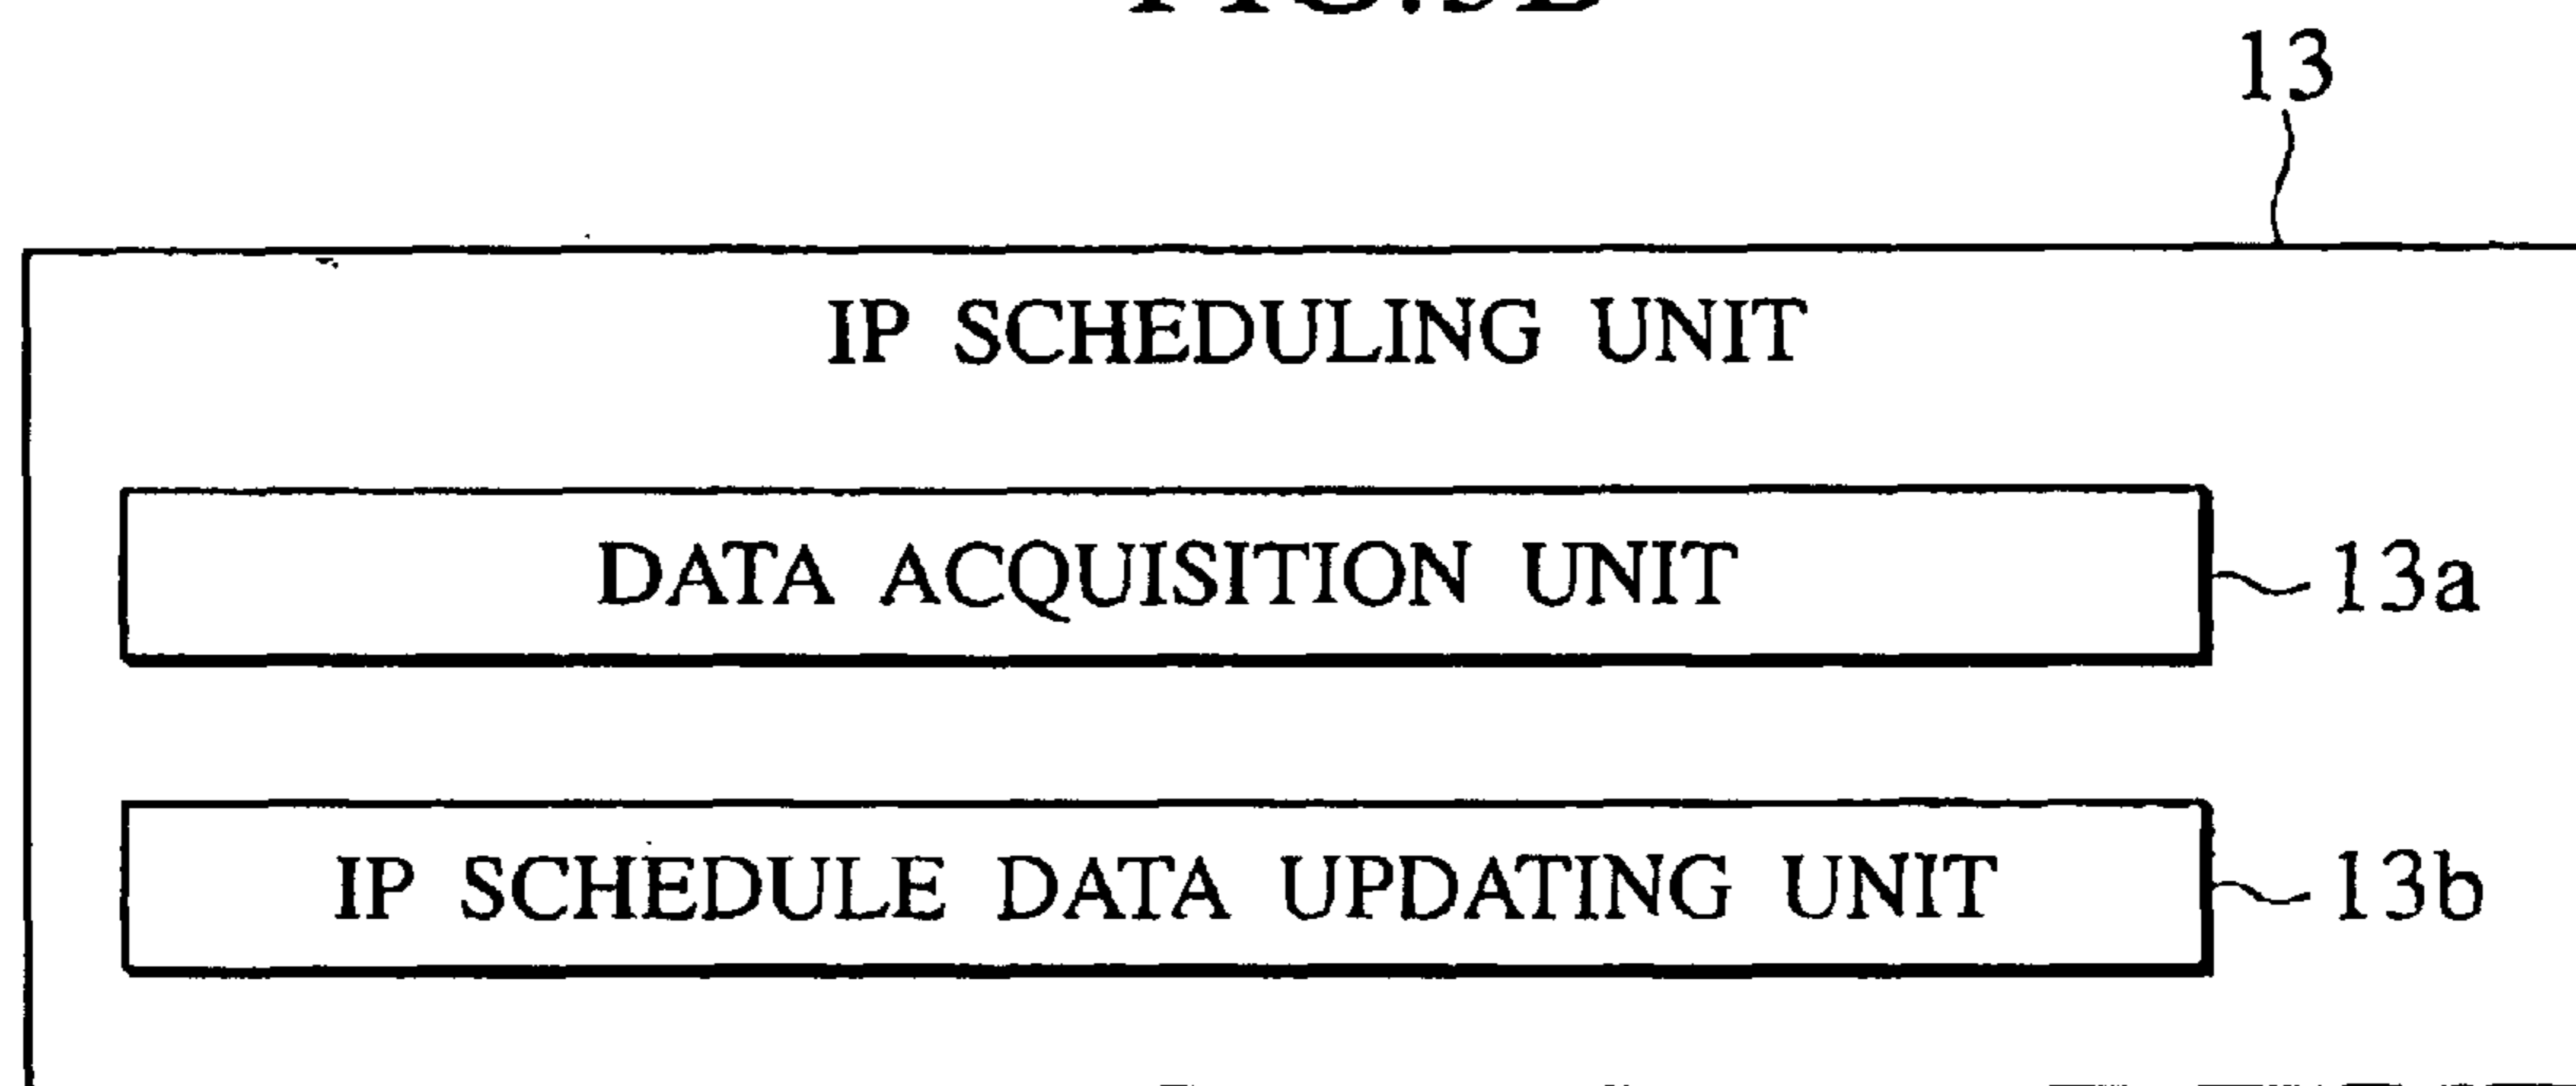 13
IP SCHEDULING UNIT
DATA ACQUISITION UNIT
13a
IP SCHEDULE DATA UPDATING UNIT
13b